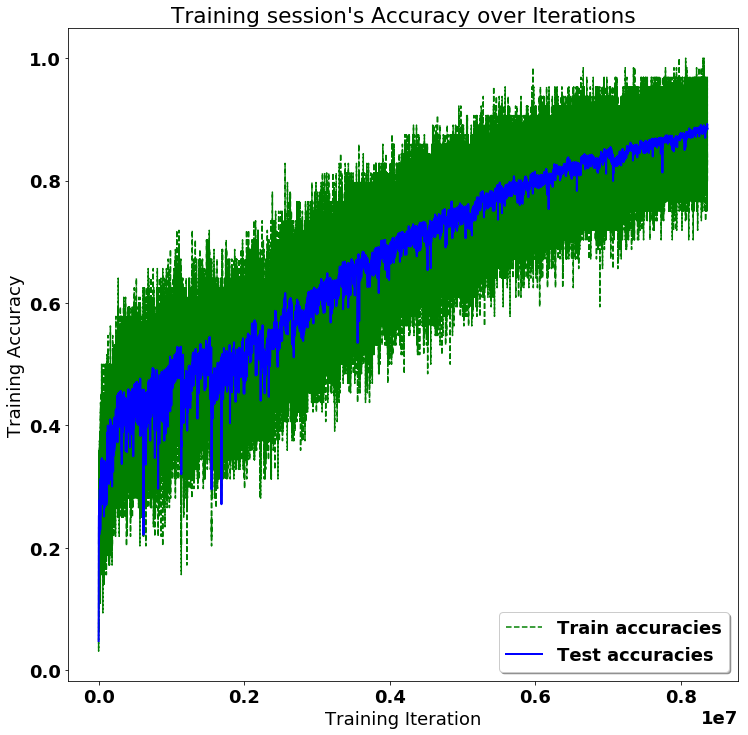 Training session's Accuracy over Iterations
Training Accuracy
1.0
0.8
0.6
0.4
0.2
0.0
Train accuracies
Test accuracies
0.0 0.2 0.4 0.6 0.8
1e7
Training Iteration